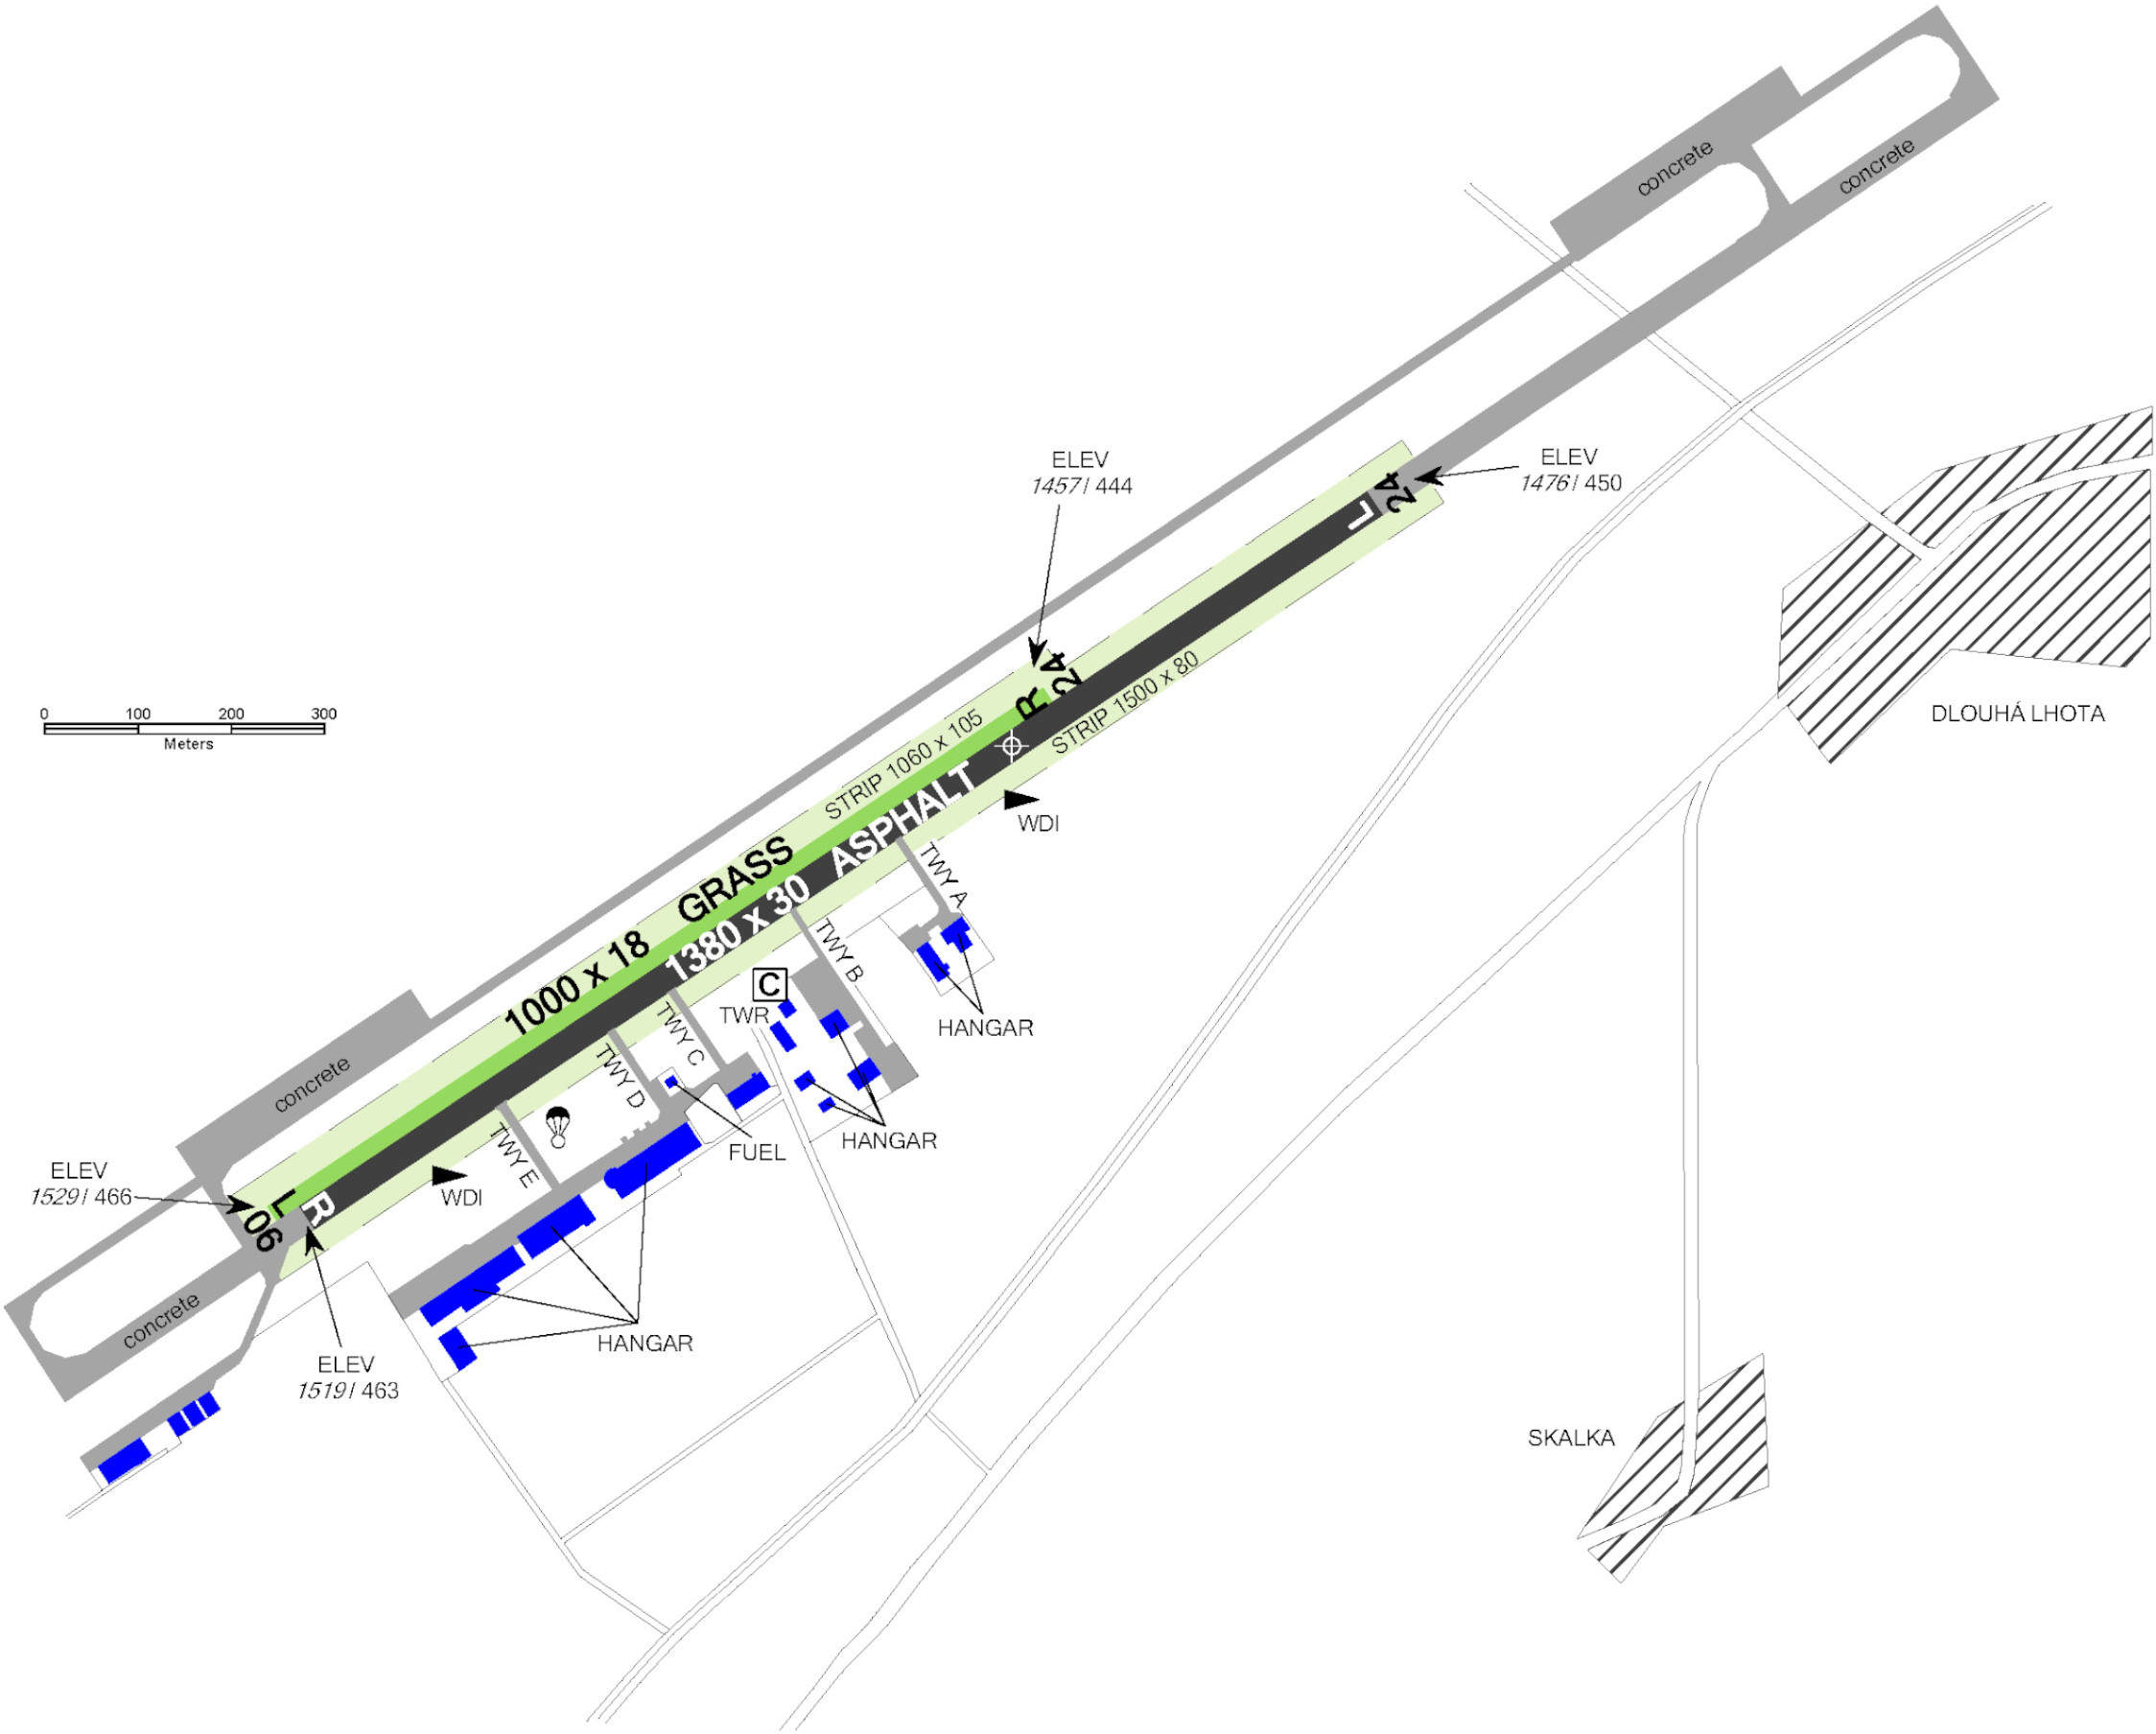 concrete
concrete
ELEV
1457/ 444
ELEV
1476/ 450
24
L
24
R
STRIP 1500 x 80
STRIP 1060 x 105
DLOUHÁ LHOTA
0 100 200 300
Meters
WDI
1000 x 18 GRASS
1380 x 30 ASPHALT
TWY A
TWY B
C
TWR
TWY C
TWY D
TWY E
HANGAR
HANGAR
FUEL
concrete
ELEV
1529/ 466
WDI
06
L
R
concrete
HANGAR
ELEV
1519/ 463
SKALKA